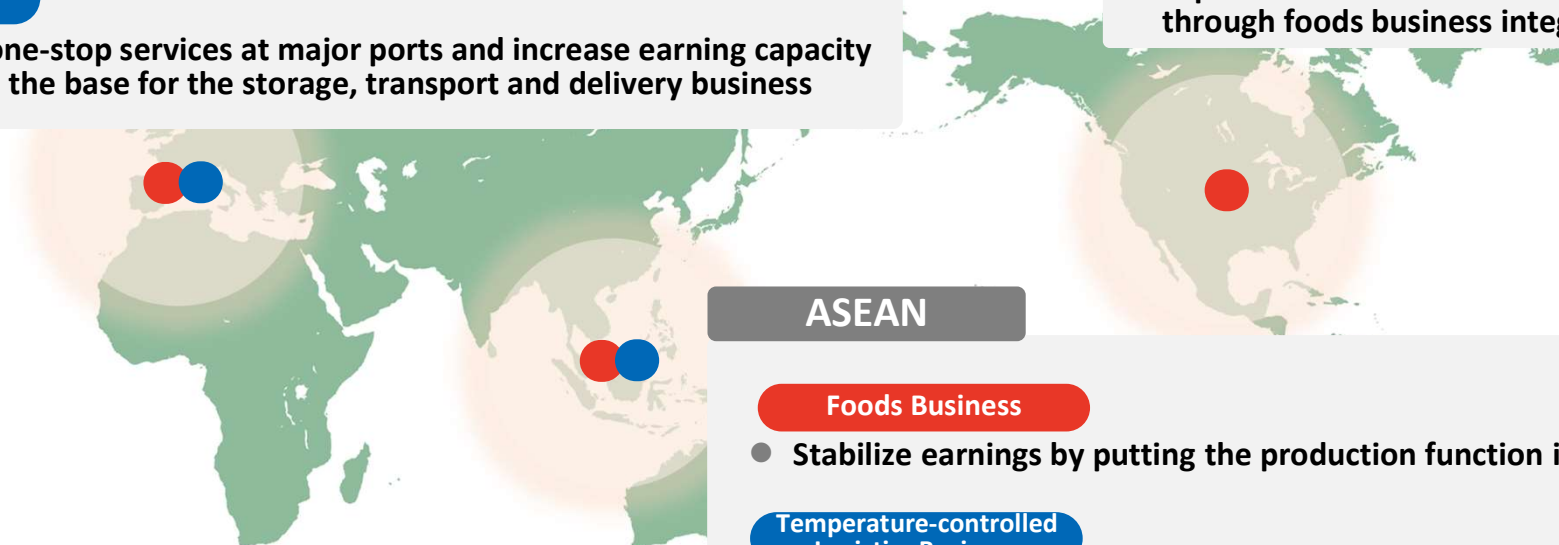 one-stop services at major ports and increase earning capacity
the base for the storage, transport and delivery business
through foods business
ASEAN
Foods Business
Stabilize earnings by putting the production function
Temperature-controlled